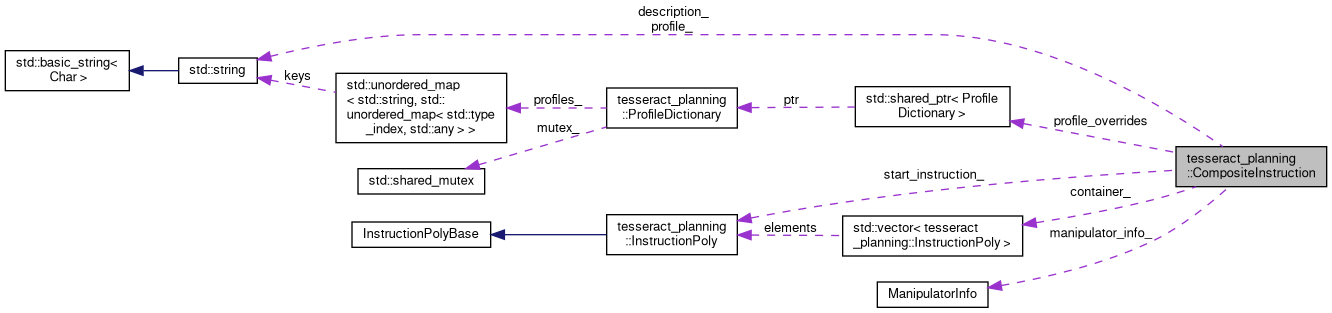 description_
profile_
std::basic_string<
Char >
std::string
keys
std::unordered_map
< std::string, std::
unordered_map< std::type
_index, std::any > >
profiles_
mutex_
tesseract_planning
::ProfileDictionary
ptr
std::shared_ptr< Profile
Dictionary >
profile_overrides
tesseract_planning
::CompositeInstruction
std::shared_mutex
start_instruction_
container_
InstructionPolyBase
tesseract_planning
::InstructionPoly
elements
std::vector< tesseract
_planning::InstructionPoly >
manipulator_info_
ManipulatorInfo